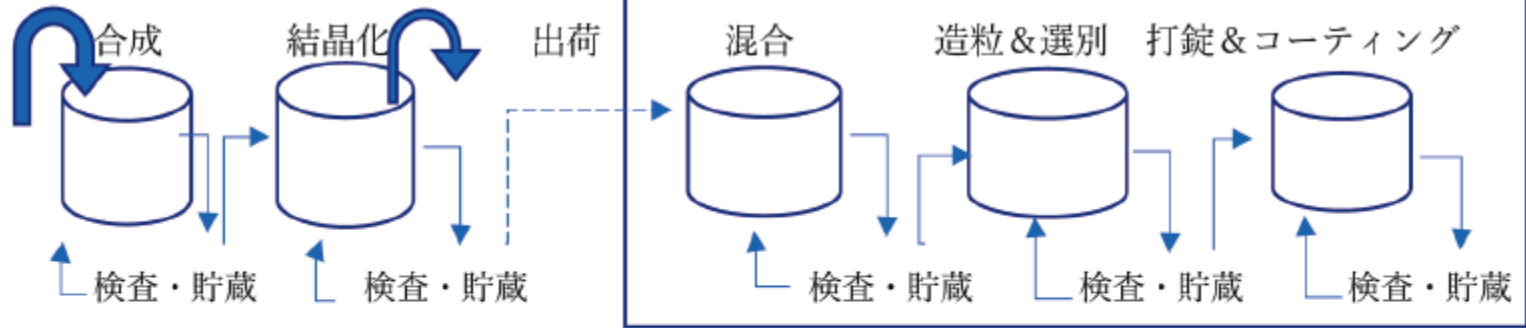 合成 結晶化 出荷 混合 造粒＆選別 打錠＆コーティング
検査・貯蔵 検査・貯蔵 検査・貯蔵 検査・貯蔵 検査・貯蔵